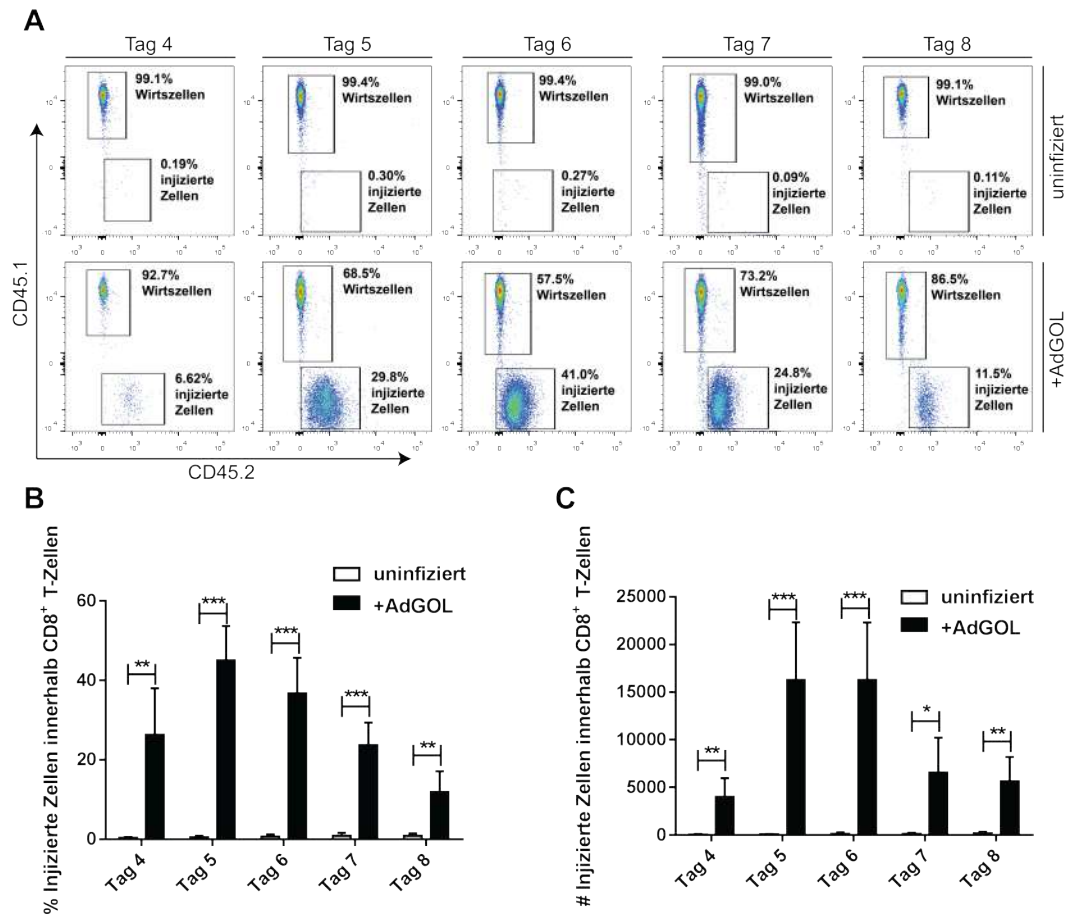 A
Tag 4 Tag 5 Tag 6 Tag 7 Tag 8
99.1%
Wirtszellen
0.19%
injizierte
Zellen
99.4%
Wirtszellen
0.30%
injizierte
Zellen
99.4%
Wirtszellen
0.27%
injizierte
Zellen
99.0%
Wirtszellen
0.09%
injizierte
Zellen
99.1%
Wirtszellen
0.11%
injizierte
Zellen
uninfiziert
92.7%
Wirtszellen
6.62%
injizierte
Zellen
68.5%
Wirtszellen
29.8%
injizierte
Zellen
57.5%
Wirtszellen
41.0%
injizierte
Zellen
73.2%
Wirtszellen
24.8%
injizierte
Zellen
86.5%
Wirtszellen
11.5%
injizierte
Zellen
+AdGOL
CD45.1
CD45.2
B
% Injizierte Zellen innerhalb CD8⁺ T-Zellen
uninfiziert
+AdGOL
60
40
20
0
** *** *** *** **
Tag 4 Tag 5 Tag 6 Tag 7 Tag 8
C
# Injizierte Zellen innerhalb CD8⁺ T-Zellen
uninfiziert
+AdGOL
25000
20000
15000
10000
5000
0
** *** *** * **
Tag 4 Tag 5 Tag 6 Tag 7 Tag 8